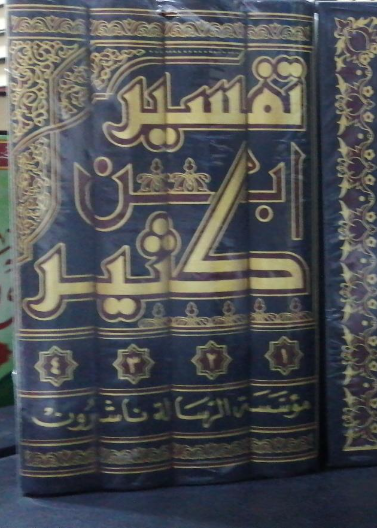 تفسير
ابن
كثير
١ ٢ ٣ ٤
مؤسسة الرسالة ناشرون